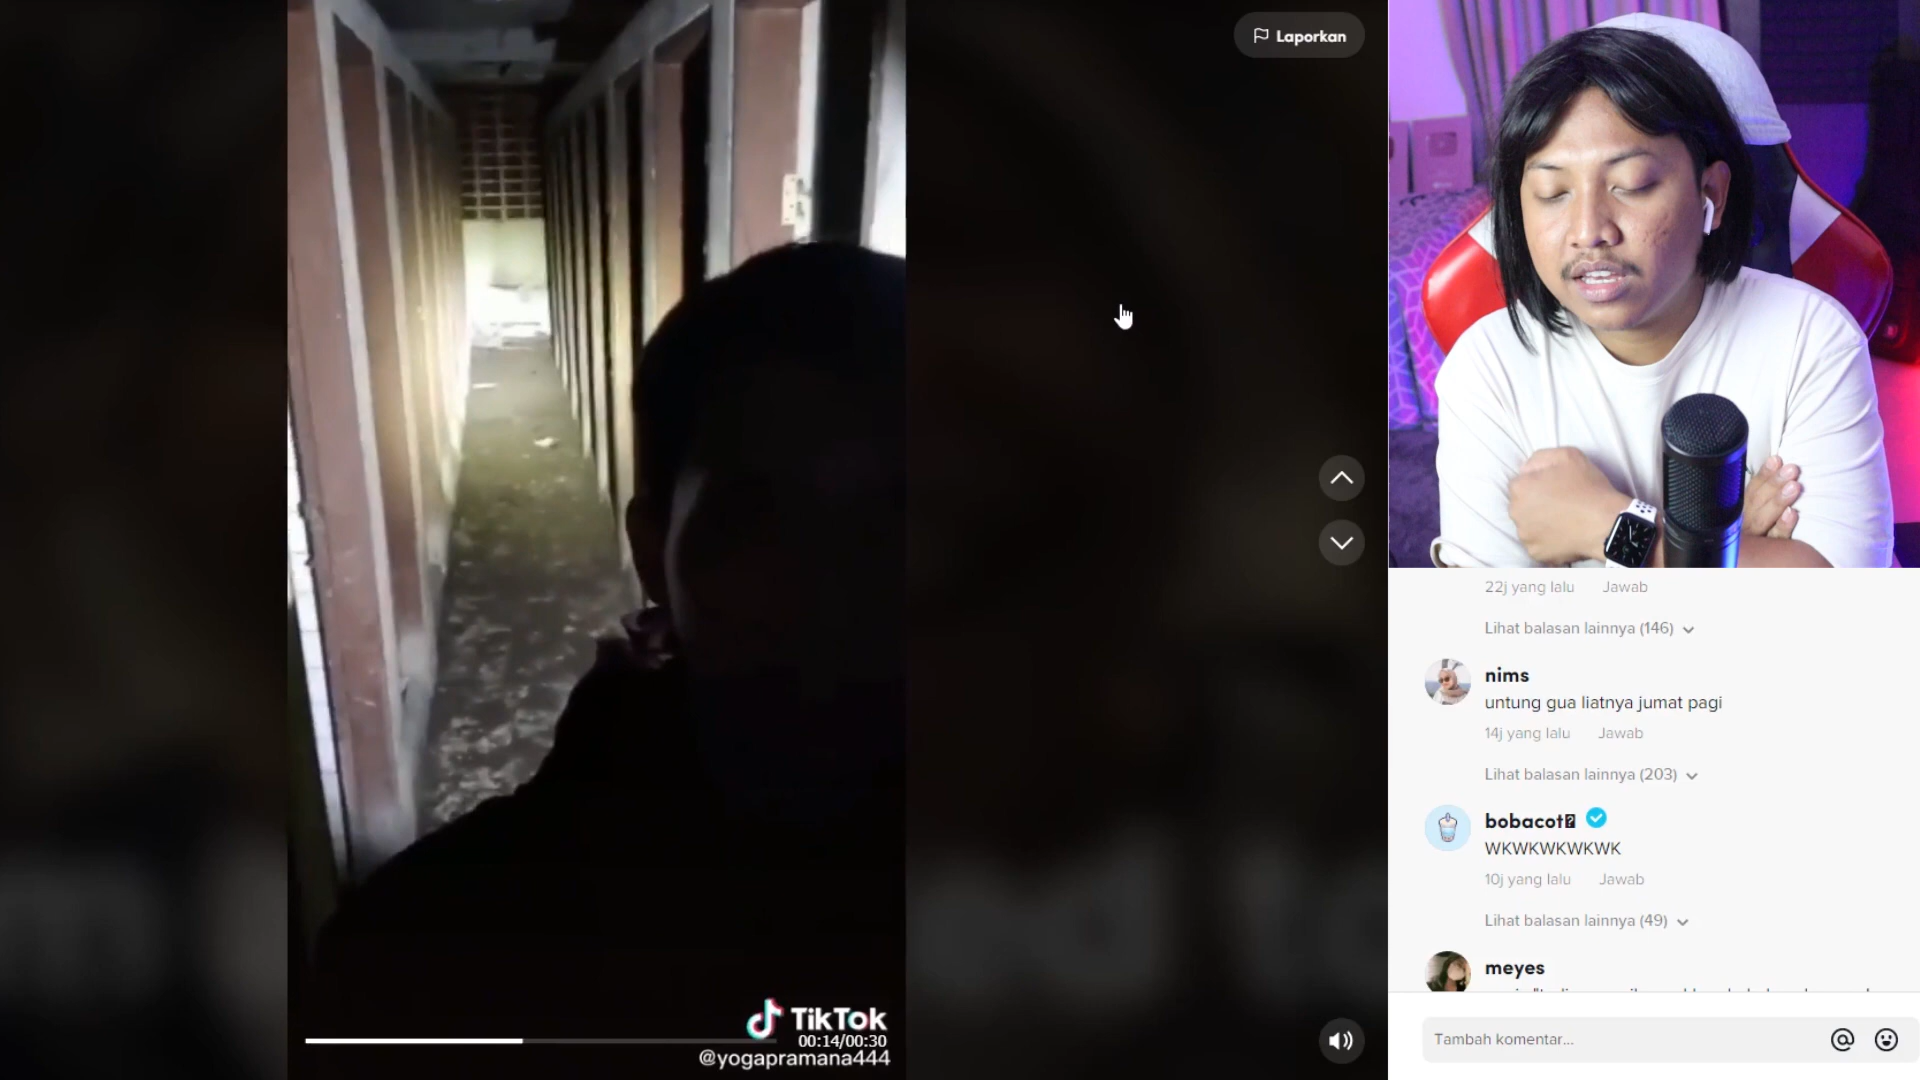 Laporkan
TikTok
00:14/00:30
@yogapramana444
22j yang lalu Jawab
Lihat balasan lainnya (146)
nims
untung gua liatnya jumat pagi
14j yang lalu Jawab
Lihat balasan lainnya (203)
bobacot
WKWKWKWKWK
10j yang lalu Jawab
Lihat balasan lainnya (49)
meyes
Tambah komentar...